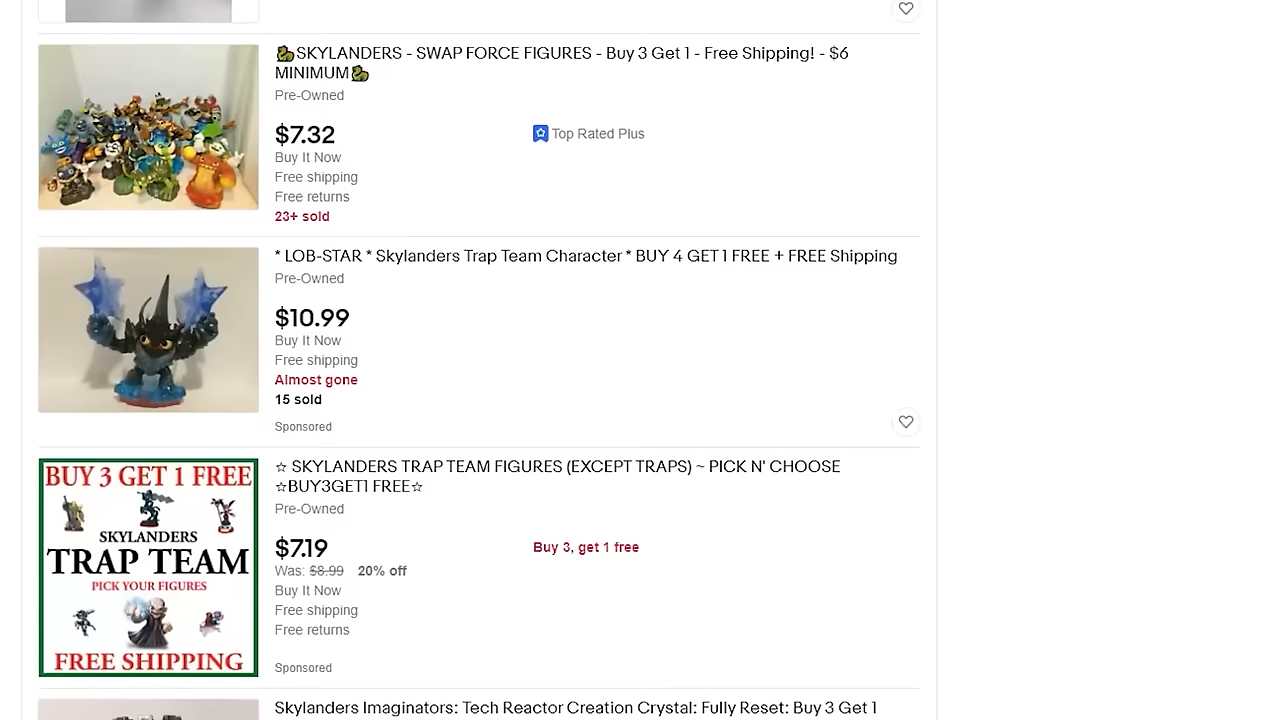 🐍SKYLANDERS - SWAP FORCE FIGURES - Buy 3 Get 1 - Free Shipping! - $6
MINIMUM🐍
Pre-Owned
$7.32
Top Rated Plus
Buy It Now
Free shipping
Free returns
23+ sold
* LOB-STAR * Skylanders Trap Team Character * BUY 4 GET 1 FREE + FREE Shipping
Pre-Owned
$10.99
Buy It Now
Free shipping
Almost gone
15 sold
Sponsored
BUY 3 GET 1 FREE
SKYLANDERS
TRAP TEAM
PICK YOUR FIGURES
FREE SHIPPING
☆ SKYLANDERS TRAP TEAM FIGURES (EXCEPT TRAPS) ~ PICK N' CHOOSE
☆BUY3GET1 FREE☆
Pre-Owned
$7.19
Buy 3, get 1 free
Was: $8.99 20% off
Buy It Now
Free shipping
Free returns
Sponsored
Skylanders Imaginators: Tech Reactor Creation Crystal: Fully Reset: Buy 3 Get 1